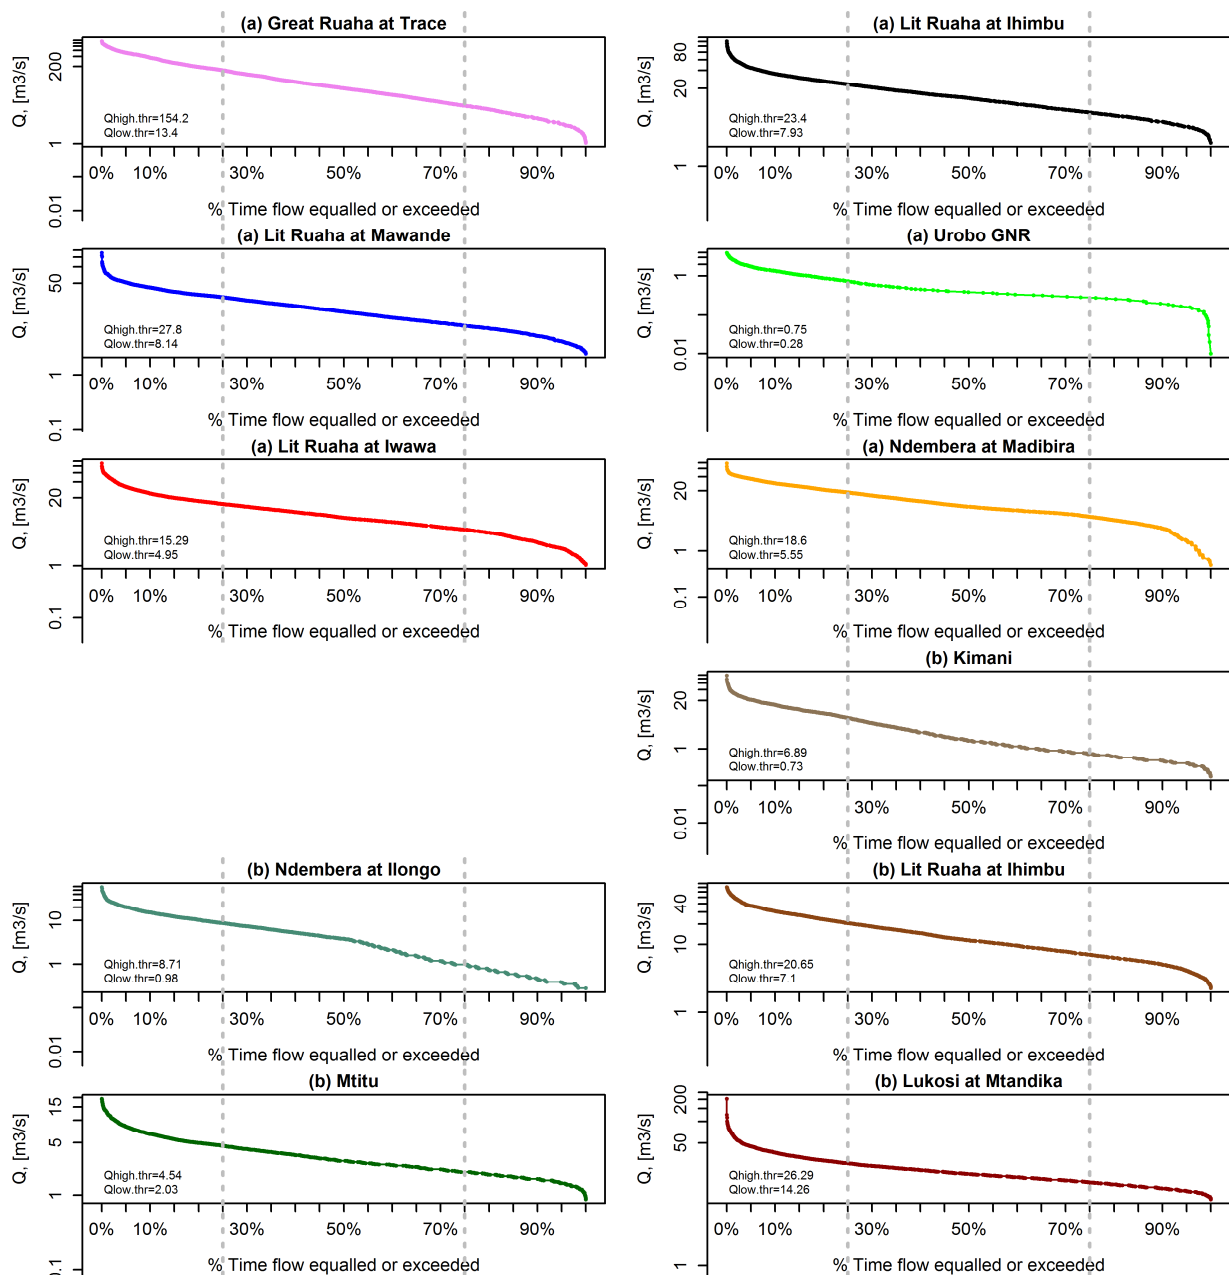 (a) Great Ruaha at Trace
Q, [m3/s]
200
1
0.01
Qhigh.thr=154.2
Qlow.thr=13.4
0% 10% 30% 50% 70% 90%
% Time flow equalled or exceeded
(a) Lit Ruaha at Ihimbu
Q, [m3/s]
80
20
1
Qhigh.thr=23.4
Qlow.thr=7.93
0% 10% 30% 50% 70% 90%
% Time flow equalled or exceeded
(a) Lit Ruaha at Mawande
Q, [m3/s]
50
1
0.1
Qhigh.thr=27.8
Qlow.thr=8.14
0% 10% 30% 50% 70% 90%
% Time flow equalled or exceeded
(a) Urobo GNR
Q, [m3/s]
1
0.01
Qhigh.thr=0.75
Qlow.thr=0.28
0% 10% 30% 50% 70% 90%
% Time flow equalled or exceeded
(a) Lit Ruaha at Iwawa
Q, [m3/s]
20
1
0.1
Qhigh.thr=15.29
Qlow.thr=4.95
0% 10% 30% 50% 70% 90%
% Time flow equalled or exceeded
(a) Ndembera at Madibira
Q, [m3/s]
20
1
0.1
Qhigh.thr=18.6
Qlow.thr=5.55
0% 10% 30% 50% 70% 90%
% Time flow equalled or exceeded
(b) Kimani
Q, [m3/s]
20
1
0.01
Qhigh.thr=6.89
Qlow.thr=0.73
0% 10% 30% 50% 70% 90%
% Time flow equalled or exceeded
(b) Ndembera at Ilongo
Q, [m3/s]
10
1
0.01
Qhigh.thr=8.71
Qlow.thr=0.98
0% 10% 30% 50% 70% 90%
% Time flow equalled or exceeded
(b) Lit Ruaha at Ihimbu
Q, [m3/s]
40
10
1
Qhigh.thr=20.65
Qlow.thr=7.1
0% 10% 30% 50% 70% 90%
% Time flow equalled or exceeded
(b) Mtitu
Q, [m3/s]
15
5
1
0.1
Qhigh.thr=4.54
Qlow.thr=2.03
0% 10% 30% 50% 70% 90%
% Time flow equalled or exceeded
(b) Lukosi at Mtandika
Q, [m3/s]
200
50
1
Qhigh.thr=26.29
Qlow.thr=14.26
0% 10% 30% 50% 70% 90%
% Time flow equalled or exceeded